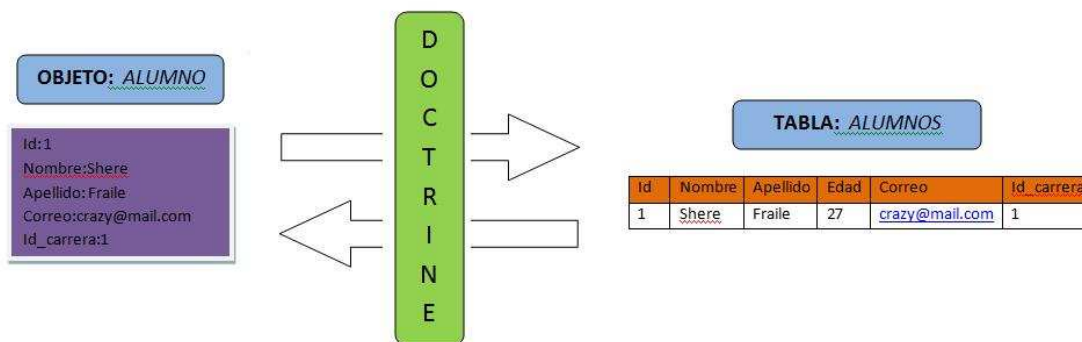 OBJETO: ALUMNO
Id:1
Nombre:Shere
Apellido: Fraile
Correo:crazy@mail.com
Id_carrera:1
D
O
C
T
R
I
N
E
TABLA: ALUMNOS
Id Nombre Apellido Edad Correo Id_carrera
1 Shere Fraile 27 crazy@mail.com 1